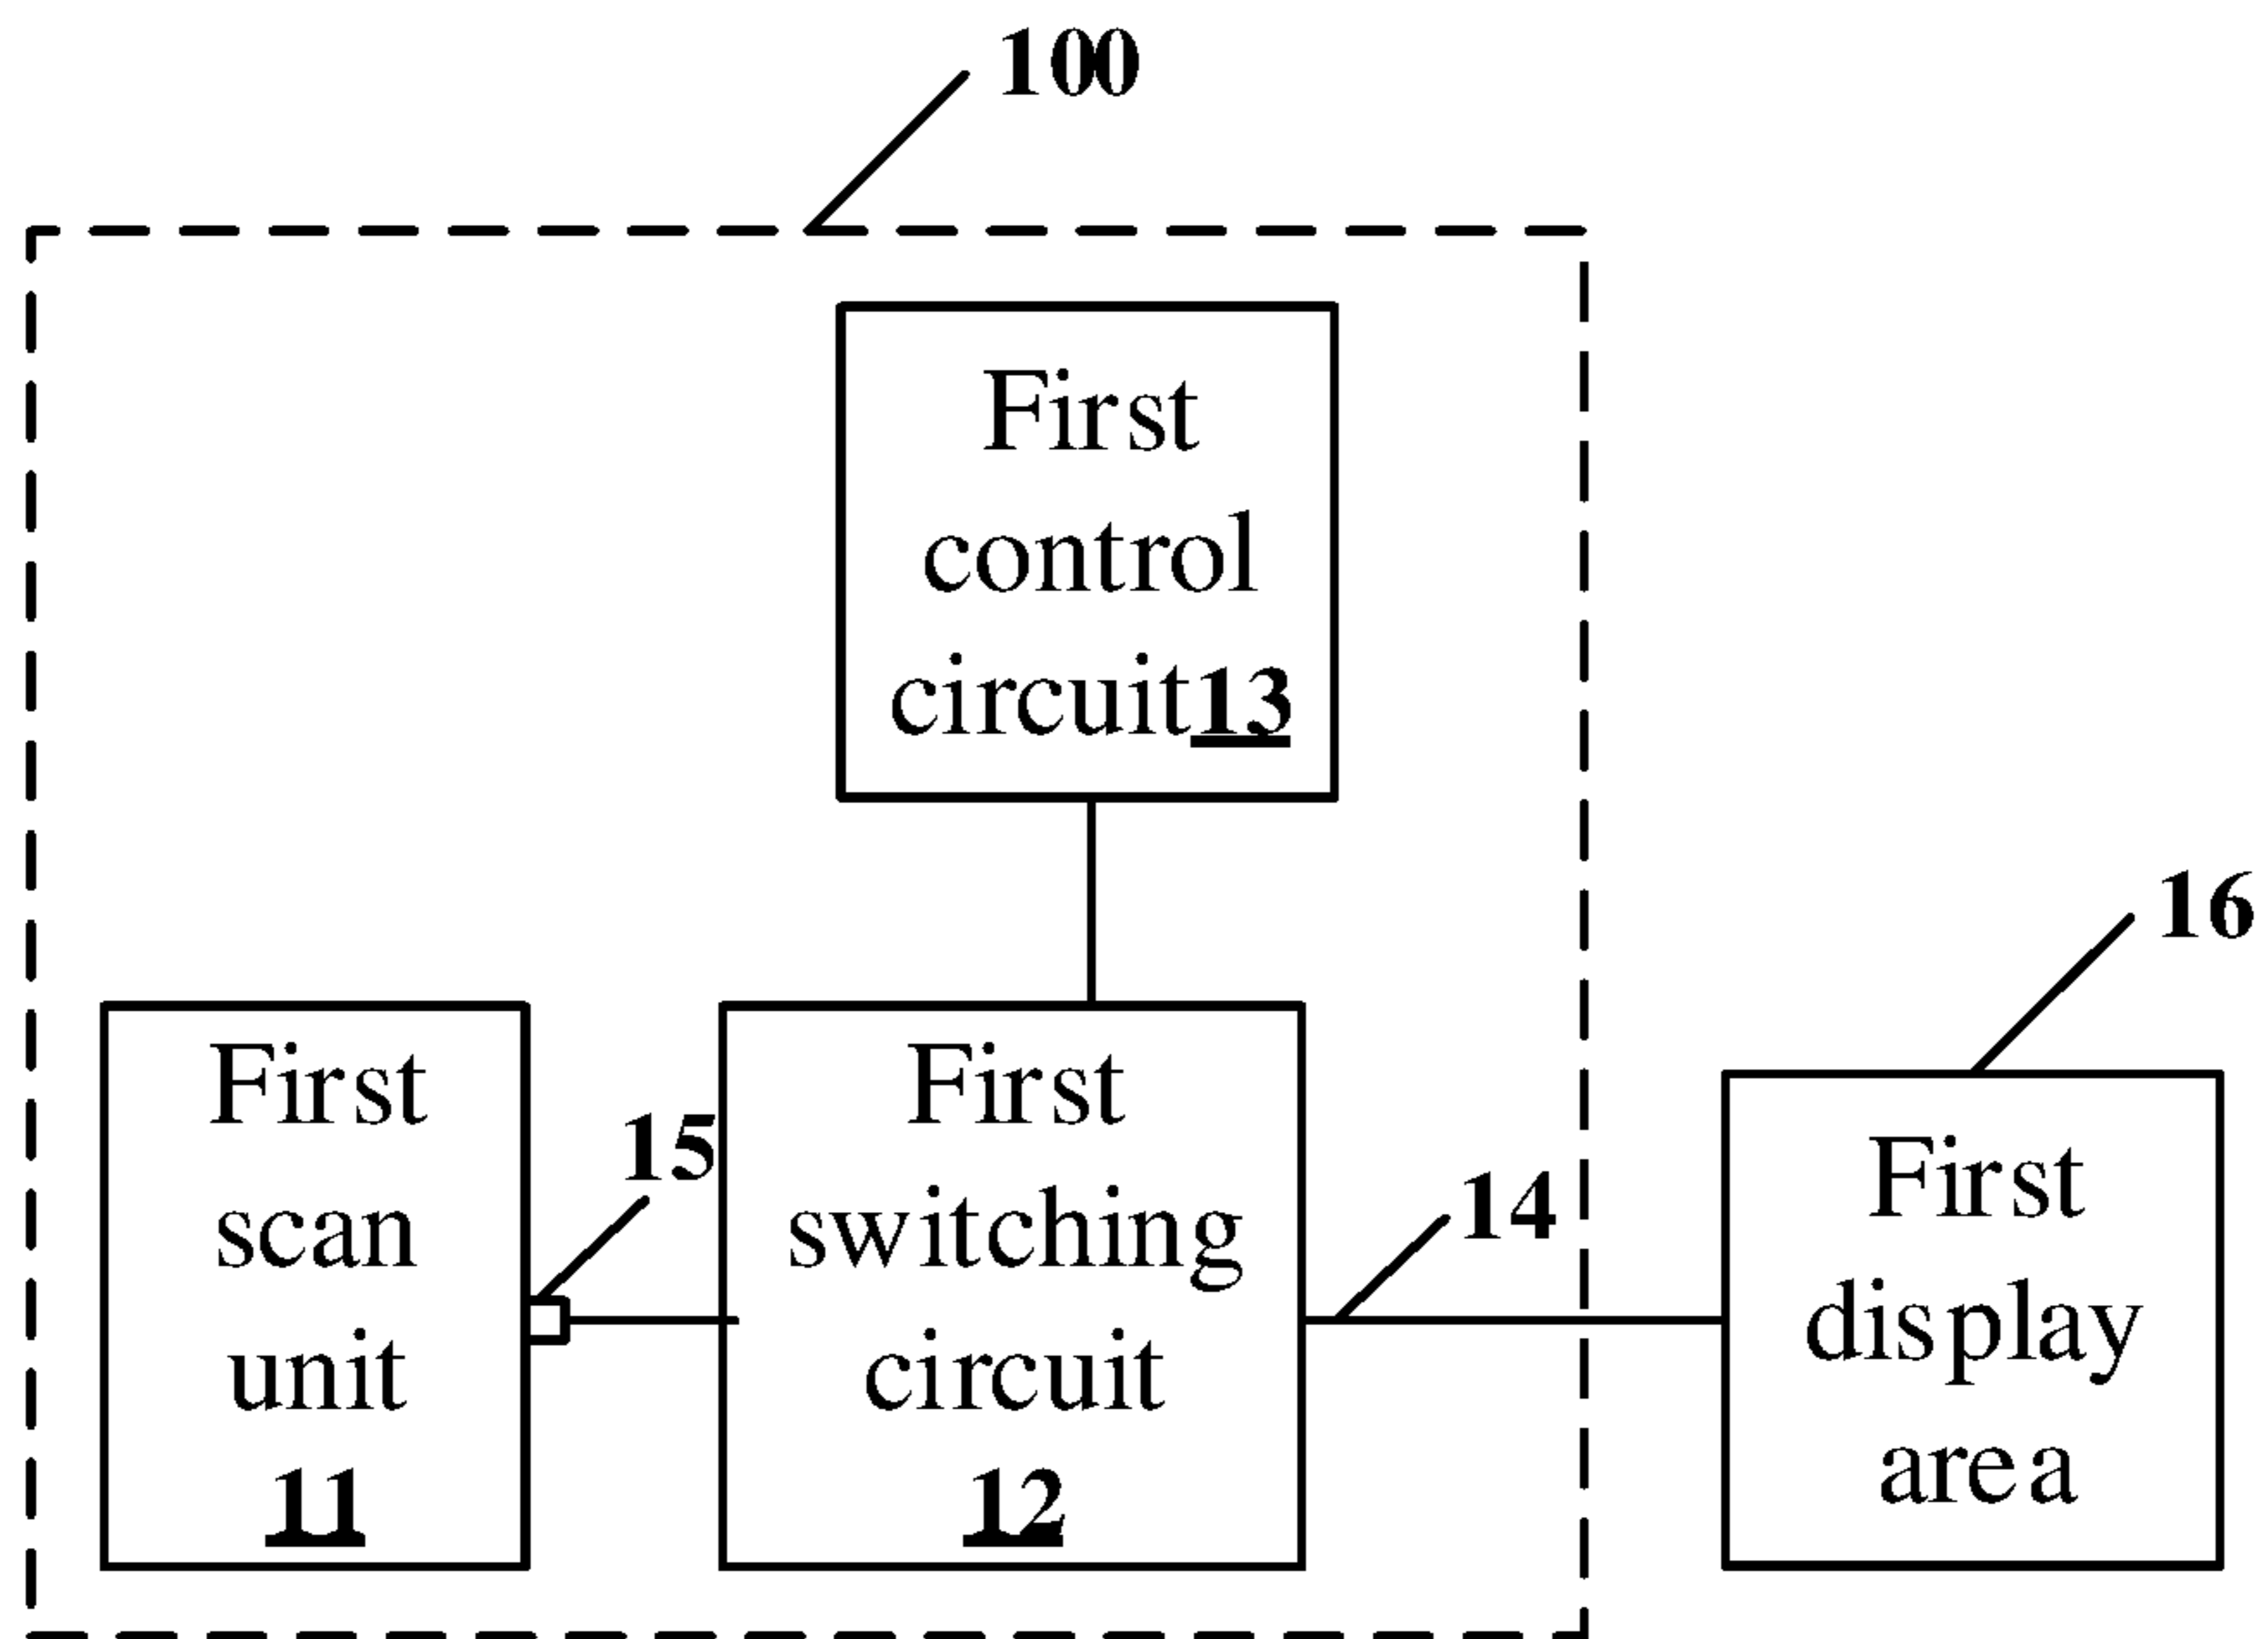 100
First
control
circuit13
16
First
scan
unit
11
15
First
switching
circuit
12
14
First
display
area